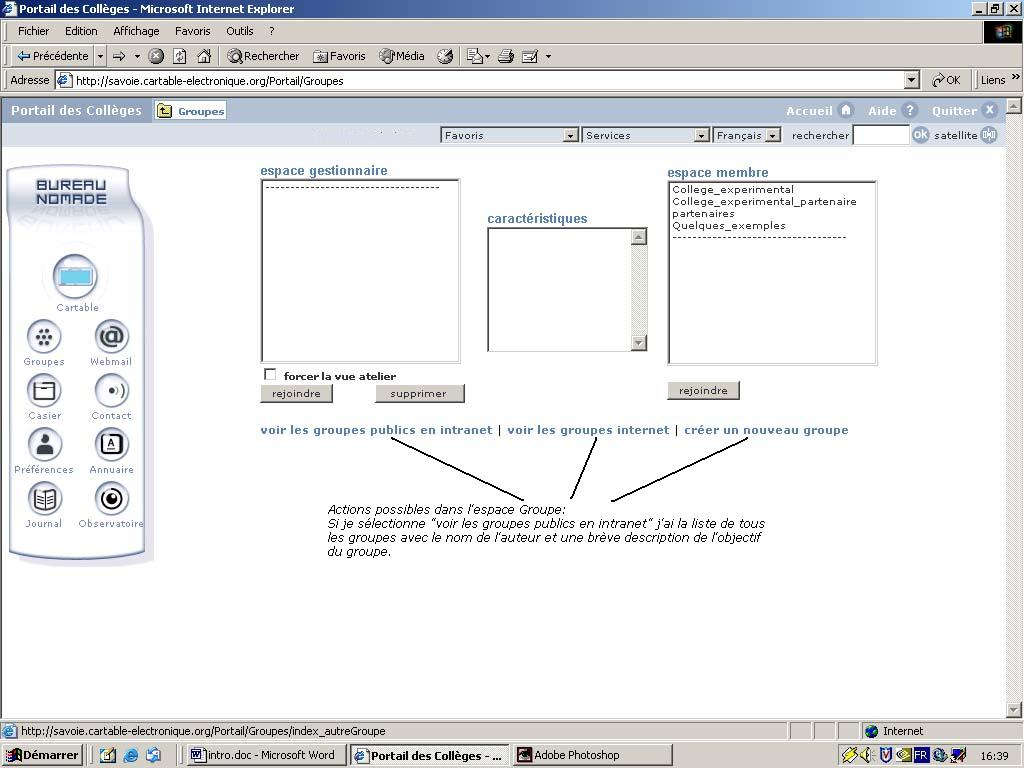 Portail des Collèges - Microsoft Internet Explorer
Fichier Edition Affichage Favoris Outils ?
Précédente Rechercher Favoris Média
Adresse http://savoie.cartable-electronique.org/Portail/Groupes OK Liens »
Portail des Collèges Groupes Accueil Aide ? Quitter X
Favoris Services Français rechercher ok satellite
BUREAU
NOMADE
Cartable
Groupes Webmail
Casier Contact
Préférences Annuaire
Journal Observatoire
espace gestionnaire
-----------------------------------
forcer la vue atelier
rejoindre supprimer
caractéristiques
espace membre
College_experimental
College_experimental_partenaire
partenaires
Quelques_exemples
-----------------------------------
rejoindre
voir les groupes publics en intranet | voir les groupes internet | créer un nouveau groupe
Actions possibles dans l'espace Groupe:
Si je sélectionne "voir les groupes publics en intranet" j'ai la liste de tous
les groupes avec le nom de l'auteur et une brève description de l'objectif
du groupe.
http://savoie.cartable-electronique.org/Portail/Groupes/index_autreGroupe Internet
Démarrer intro.doc - Microsoft Word Portail des Collèges - ... Adobe Photoshop FR 16:39